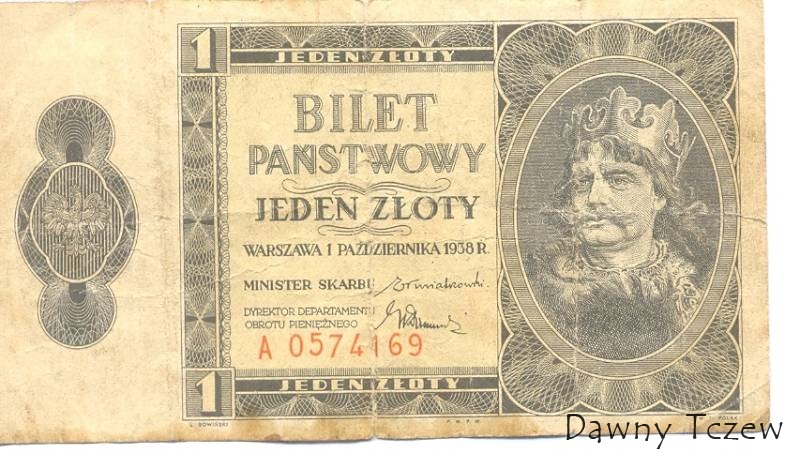 1 JEDEN ZŁOTY
BILET
PAŃSTWOWY
JEDEN ZŁOTY
WARSZAWA 1 PAŹDZIERNIKA 1938 R.
MINISTER SKARBU
DYREKTOR DEPARTAMENTU
OBROTU PIENIĘŻNEGO
A 0574169
1 JEDEN ZŁOTY
P.W.P.W.
Dawny Tczew